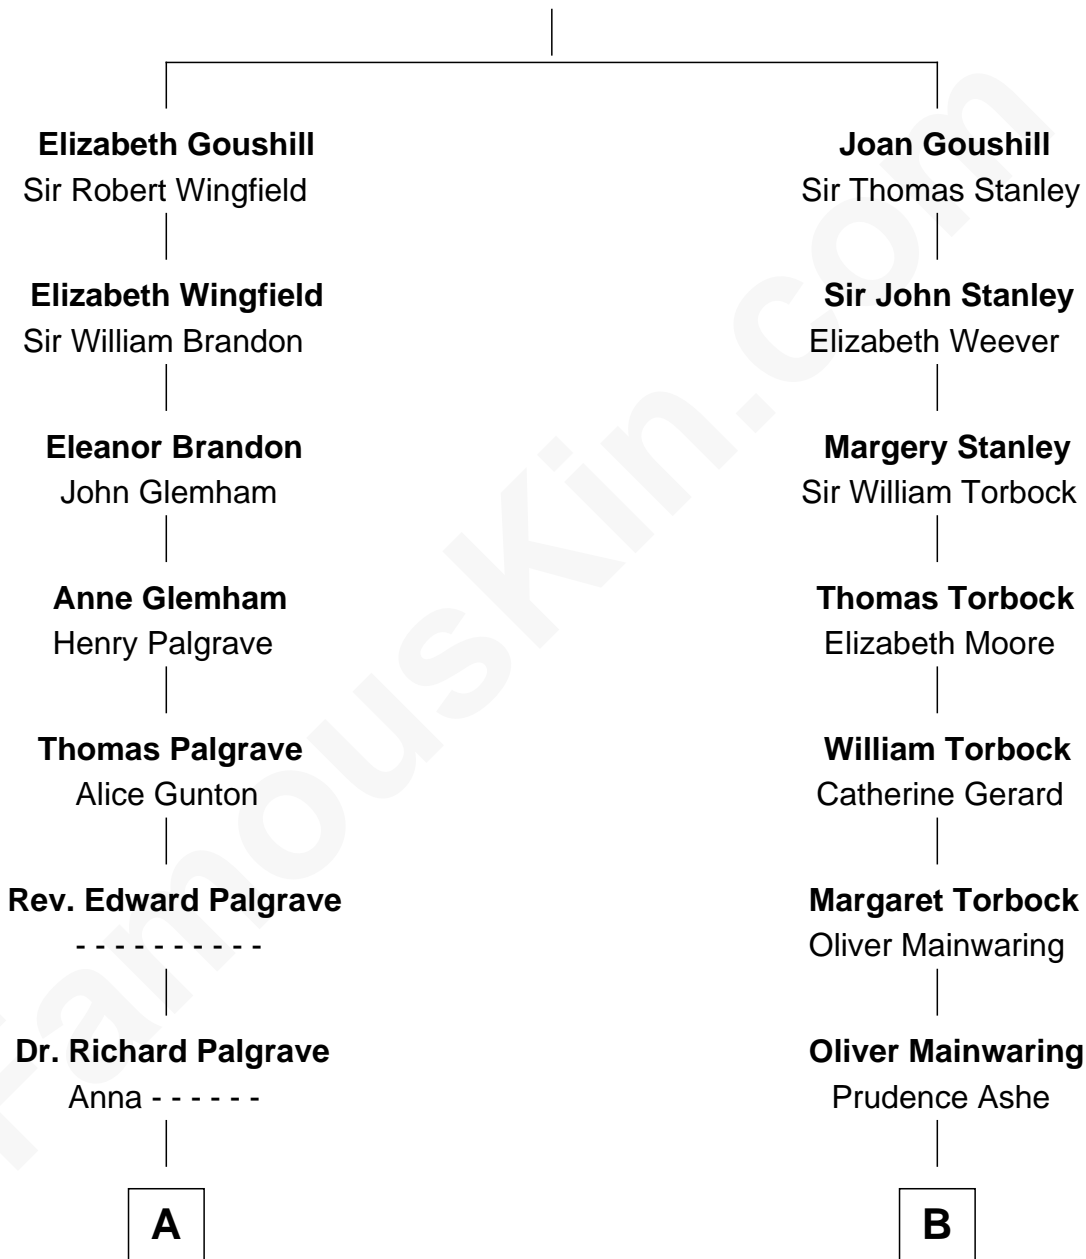 Elizabeth Goushill
Sir Robert Wingfield
Elizabeth Wingfield
Sir William Brandon
Eleanor Brandon
John Glemham
Anne Glemham
Henry Palgrave
Thomas Palgrave
Alice Gunton
Rev. Edward Palgrave
- - - - - - - - - -
Dr. Richard Palgrave
Anna - - - - - -
A
Joan Goushill
Sir Thomas Stanley
Sir John Stanley
Elizabeth Weever
Margery Stanley
Sir William Torbock
Thomas Torbock
Elizabeth Moore
William Torbock
Catherine Gerard
Margaret Torbock
Oliver Mainwaring
Oliver Mainwaring
Prudence Ashe
B
FamousKin.com